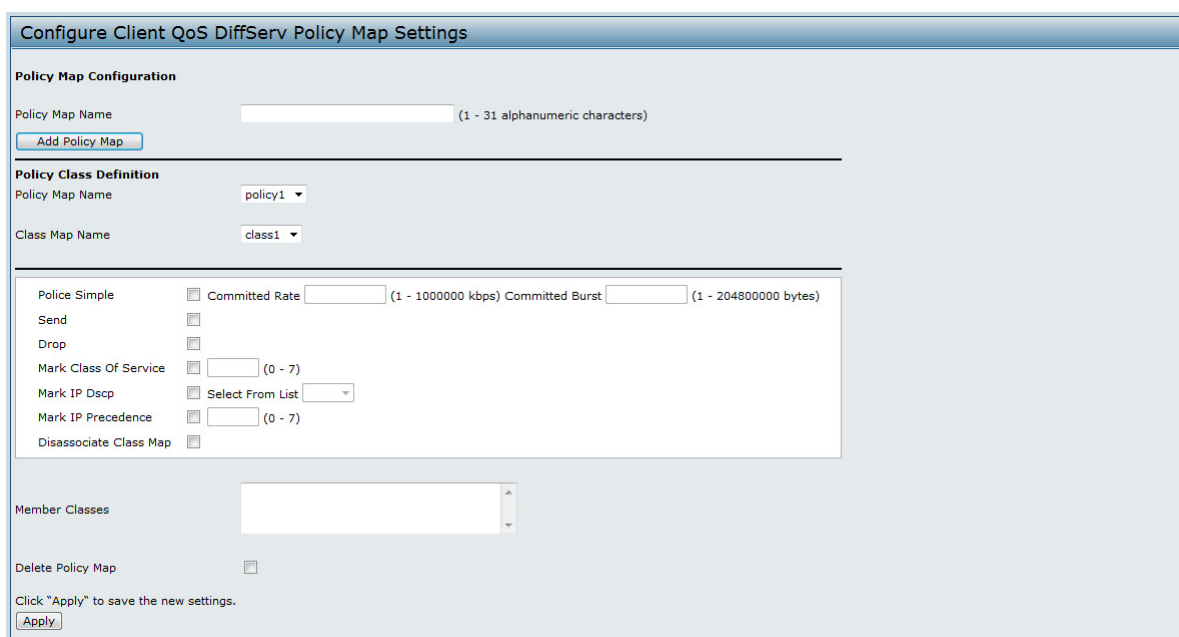 Configure Client QoS DiffServ Policy Map Settings
Policy Map Configuration
Policy Map Name (1 - 31 alphanumeric characters)
Add Policy Map
Policy Class Definition
Policy Map Name policy1
Class Map Name class1
Police Simple Committed Rate (1 - 1000000 kbps) Committed Burst (1 - 204800000 bytes)
Send
Drop
Mark Class Of Service (0 - 7)
Mark IP Dscp Select From List
Mark IP Precedence (0 - 7)
Disassociate Class Map
Member Classes
Delete Policy Map
Click "Apply" to save the new settings.
Apply